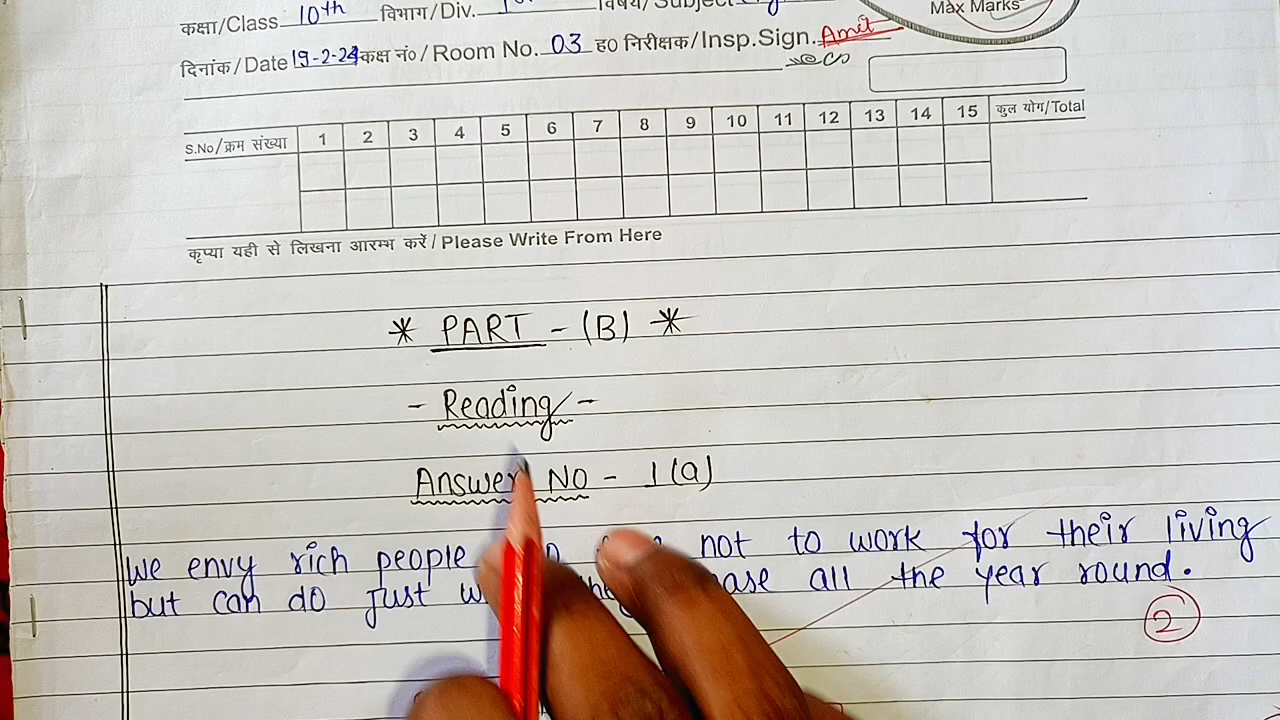 कक्षा/Class 10th विभाग/Div. विषय/Subject
Max Marks
दिनांक/Date 19-2-24 कक्ष नं०/Room No. 03 ह० निरीक्षक/Insp.Sign. Amit
S.No/क्रम संख्या 1 2 3 4 5 6 7 8 9 10 11 12 13 14 15 कुल योग/Total
कृप्या यही से लिखना आरम्भ करें/Please Write From Here
* PART - (B) *
- Reading -
Answer No - 1(a)
We envy rich people not to work for their living
but can do just all the year round.
2